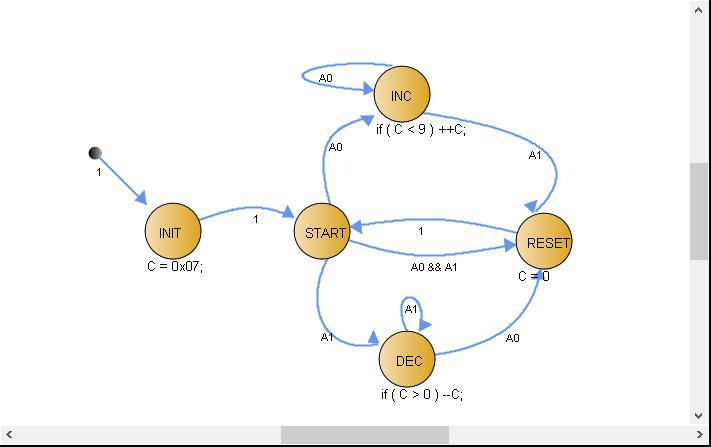 A0
INC
if ( C < 9 ) ++C;
A0
A1
1
1
INIT
C = 0x07;
START
1
RESET
A0 && A1
C = 0
A1
A1
A0
DEC
if ( C > 0 ) --C;